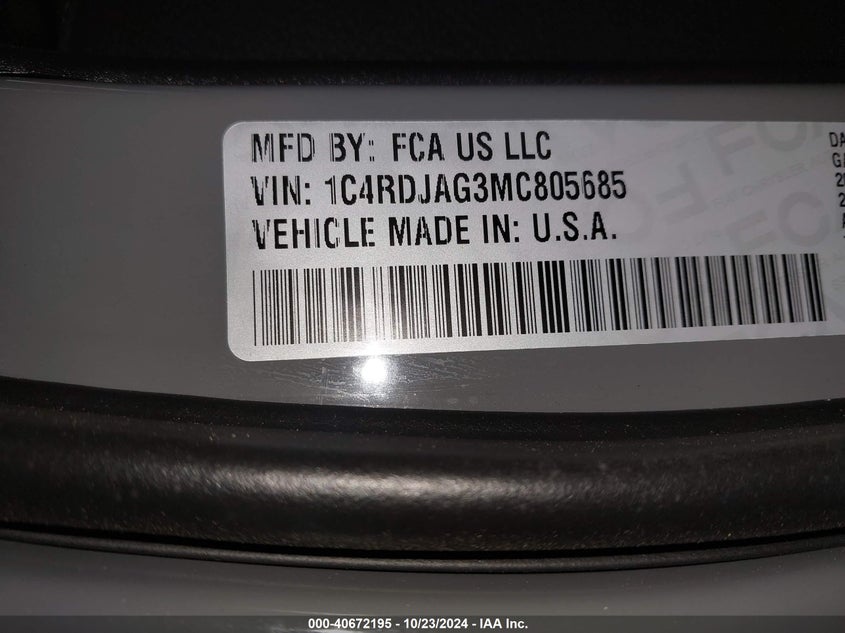 MFD BY: FCA US LLC
VIN: 1C4RDJAG3MC805685
VEHICLE MADE IN: U.S.A.
000-40672195 - 10/23/2024 - IAA Inc.